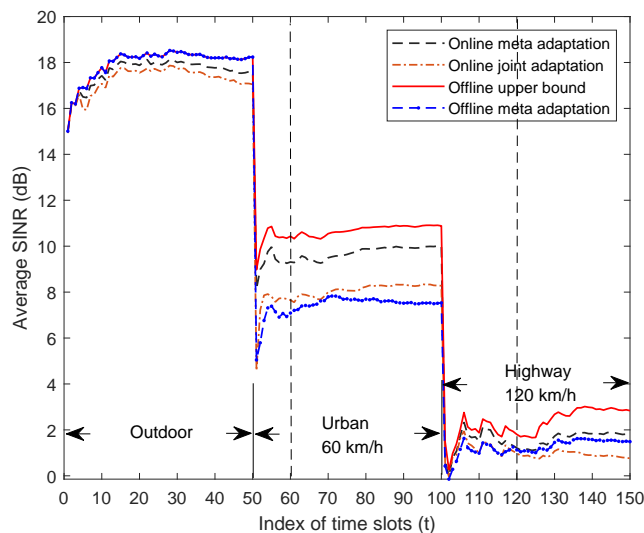 20
18
16
14
12
10
8
6
4
2
0
Average SINR (dB)
Online meta adaptation
Online joint adaptation
Offline upper bound
Offline meta adaptation
Outdoor
Urban
60 km/h
Highway
120 km/h
0 10 20 30 40 50 60 70 80 90 100 110 120 130 140 150
Index of time slots (t)